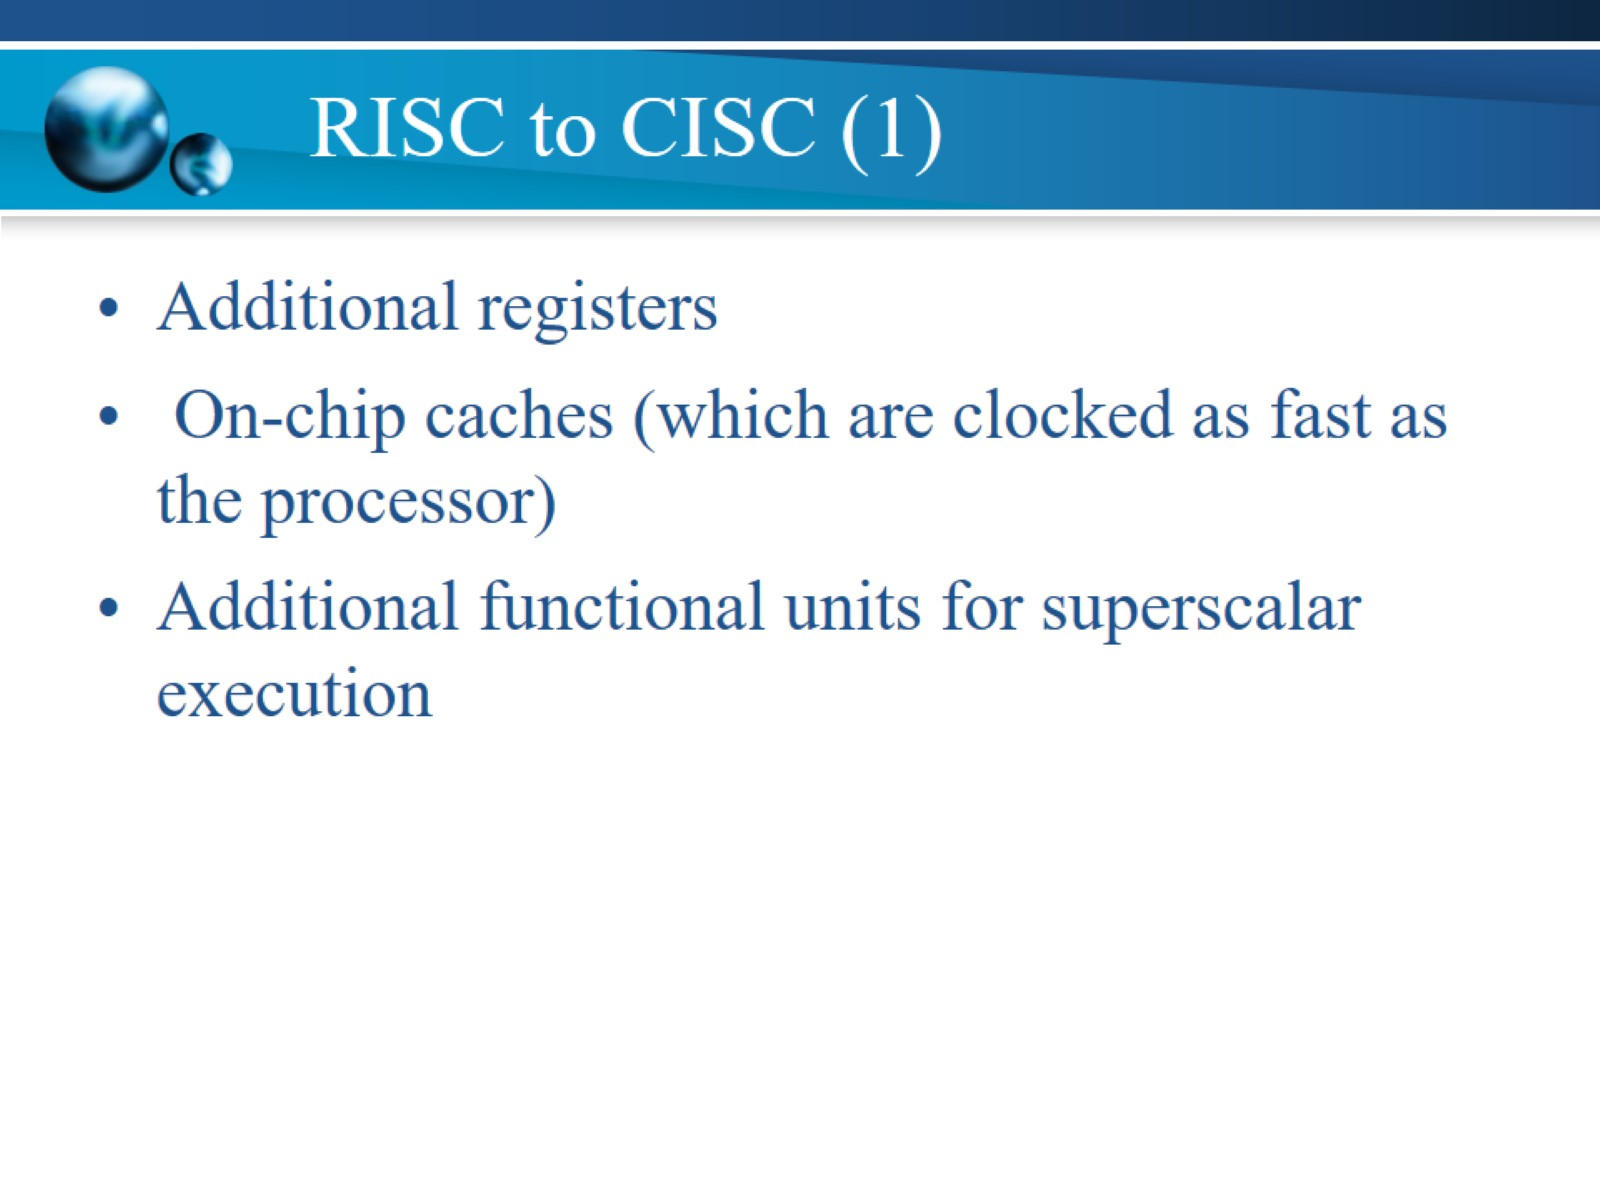 RISC to CISC (1)
• Additional registers
• On-chip caches (which are clocked as fast as
the processor)
• Additional functional units for superscalar
execution